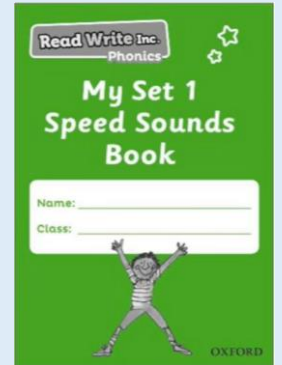 Read Write Inc.
Phonics
My Set 1
Speed Sounds
Book
Name:
Class:
OXFORD